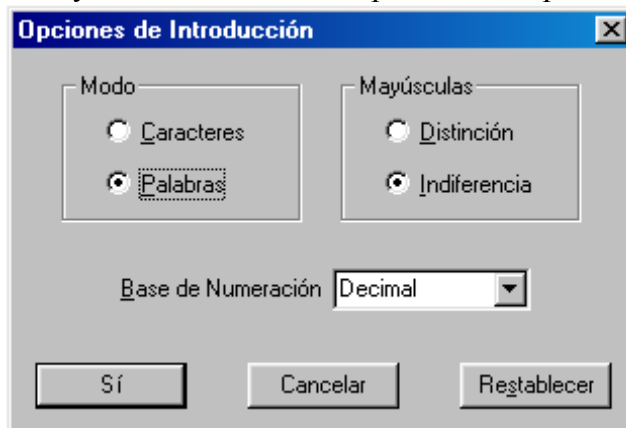 Opciones de Introducción
Modo
Mayúsculas
Caracteres
Distinción
Palabras
Indiferencia
Base de Numeración Decimal
Sí Cancelar Restablecer